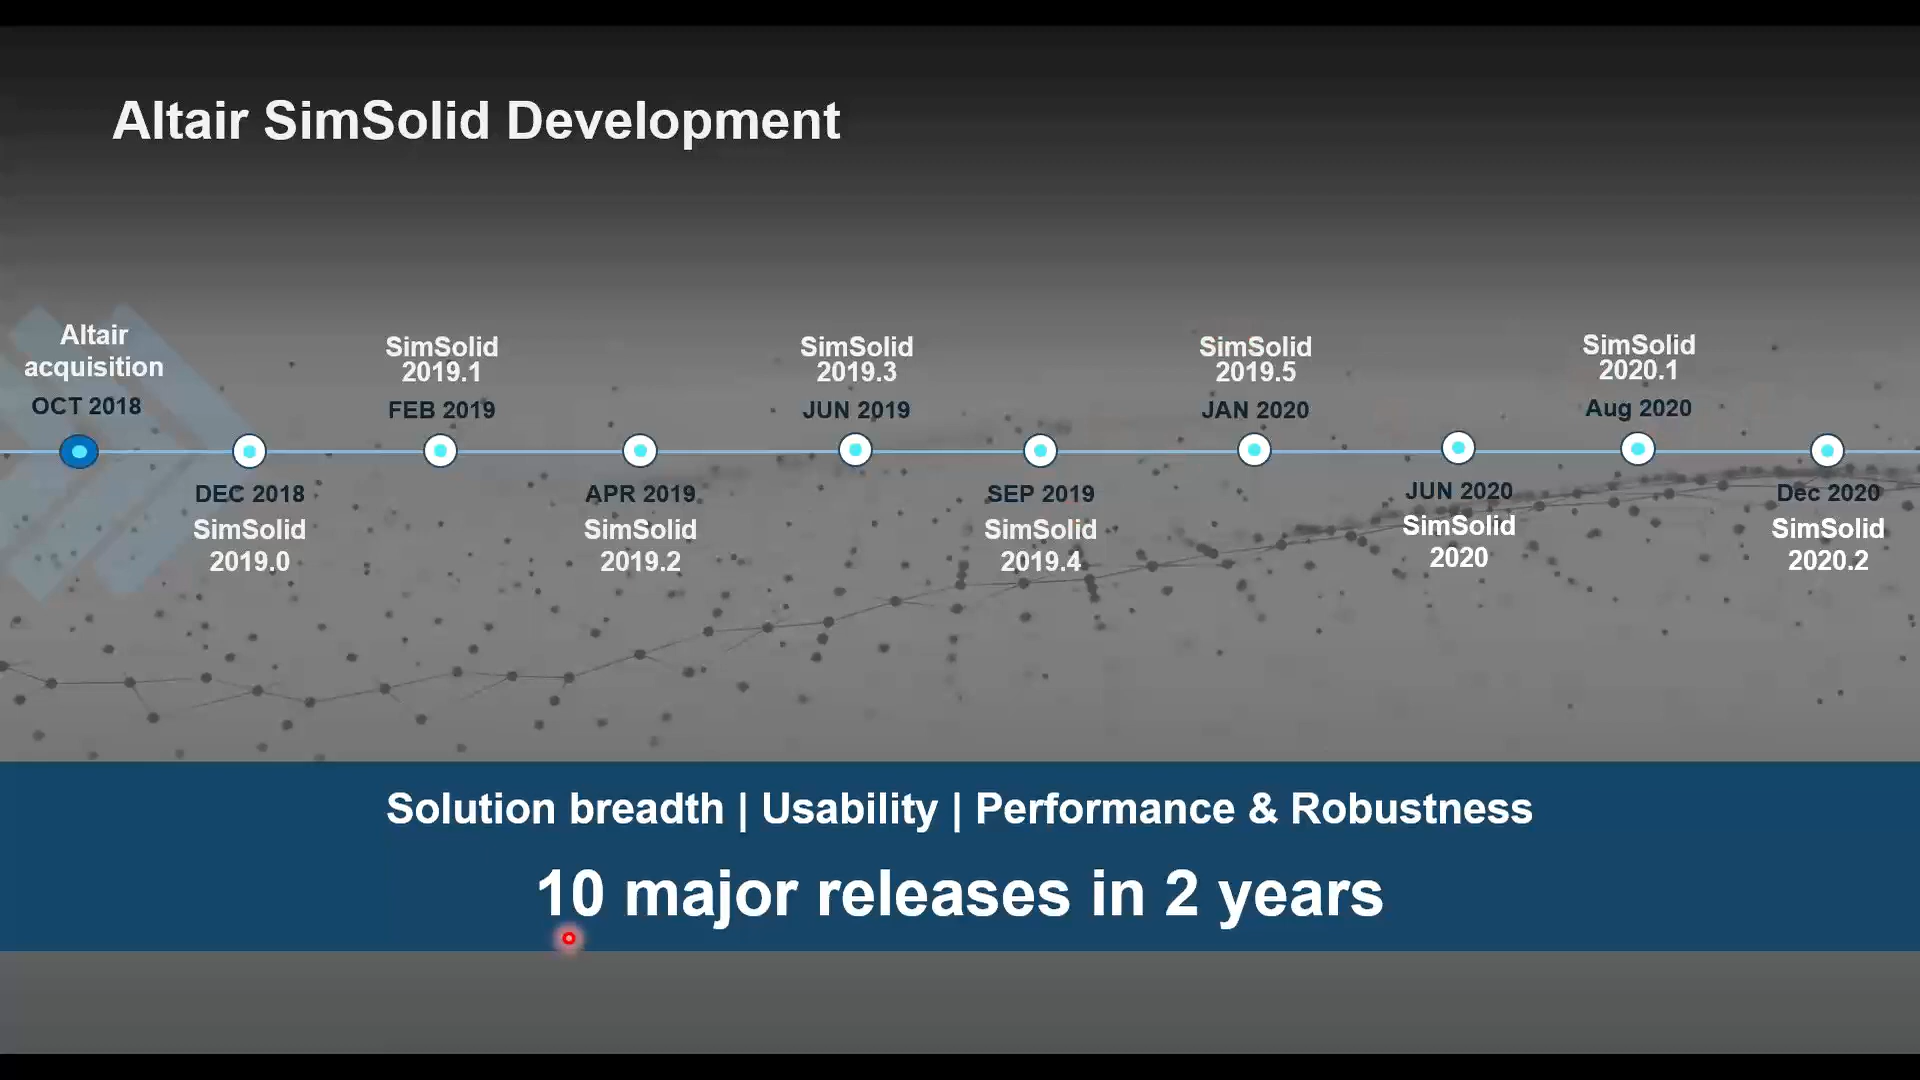 Altair SimSolid Development
Altair
acquisition
OCT 2018
DEC 2018
SimSolid
2019.0
SimSolid
2019.1
FEB 2019
APR 2019
SimSolid
2019.2
SimSolid
2019.3
JUN 2019
SEP 2019
SimSolid
2019.4
SimSolid
2019.5
JAN 2020
JUN 2020
SimSolid
2020
SimSolid
2020.1
Aug 2020
Dec 2020
SimSolid
2020.2
Solution breadth | Usability | Performance & Robustness
10 major releases in 2 years